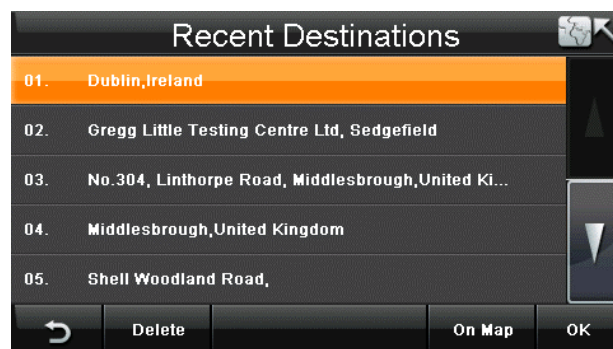 Recent Destinations
01. Dublin,Ireland
02. Gregg Little Testing Centre Ltd, Sedgefield
03. No.304, Linthorpe Road, Middlesbrough,United Ki...
04. Middlesbrough,United Kingdom
05. Shell Woodland Road,
Delete On Map OK